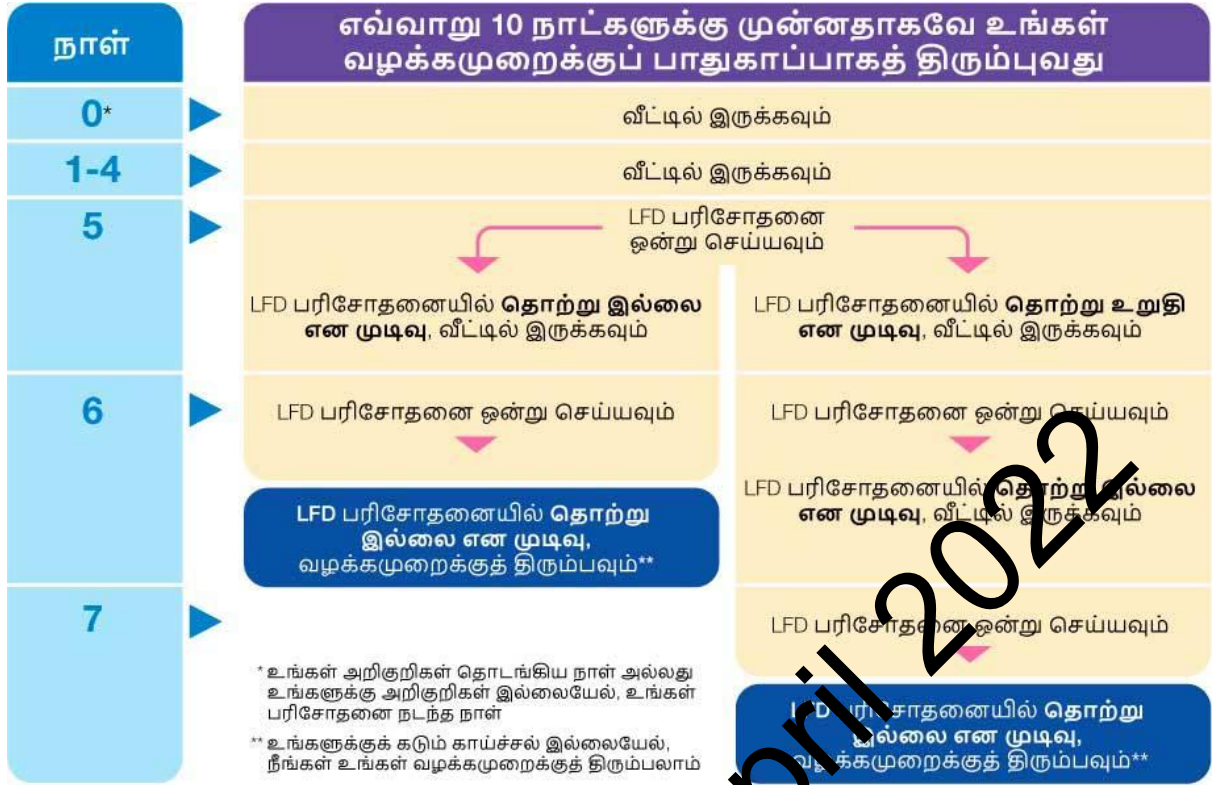 நாள்
எவ்வாறு 10 நாட்களுக்கு முன்னதாகவே உங்கள்
வழக்கமுறைக்குப் பாதுகாப்பாகத் திரும்புவது
0*
வீட்டில் இருக்கவும்
1-4
வீட்டில் இருக்கவும்
5
LFD பரிசோதனை
ஒன்று செய்யவும்
LFD பரிசோதனையில் தொற்று இல்லை
என முடிவு, வீட்டில் இருக்கவும்
LFD பரிசோதனையில் தொற்று உறுதி
என முடிவு, வீட்டில் இருக்கவும்
6
LFD பரிசோதனை ஒன்று செய்யவும்
LFD பரிசோதனையில் தொற்று
இல்லை என முடிவு,
வழக்கமுறைக்குத் திரும்பவும்**
LFD பரிசோதனை ஒன்று செய்யவும்
LFD பரிசோதனையில் தொற்று இல்லை
என முடிவு, வீட்டில் இருக்கவும்
7
LFD பரிசோதனை ஒன்று செய்யவும்
LFD பரிசோதனையில் தொற்று
இல்லை என முடிவு,
வழக்கமுறைக்குத் திரும்பவும்**
* உங்கள் அறிகுறிகள் தொடங்கிய நாள் அல்லது
உங்களுக்கு அறிகுறிகள் இல்லையேல், உங்கள்
பரிசோதனை நடந்த நாள்
** உங்களுக்குக் கடும் காய்ச்சல் இல்லையேல்,
நீங்கள் உங்கள் வழக்கமுறைக்குத் திரும்பலாம்
pril 2022